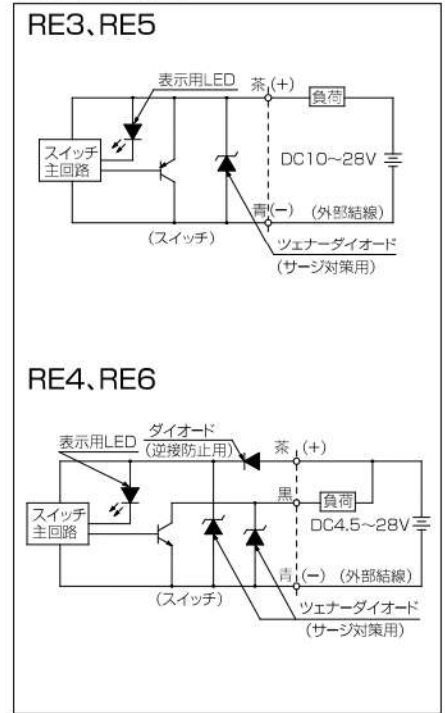 RE3、RE5
表示用LED
茶(+)
負荷
スイッチ
主回路
DC10〜28V
青(−)
(外部結線)
(スイッチ)
ツェナーダイオード
(サージ対策用)
RE4、RE6
ダイオード
(逆接防止用)
表示用LED
茶
(+)
黒
負荷
スイッチ
主回路
DC4.5〜28V
青
(−)
(外部結線)
(スイッチ)
ツェナーダイオード
(サージ対策用)